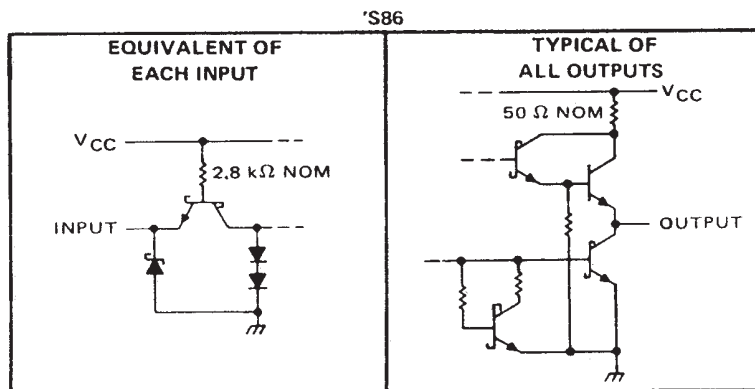 'S86
EQUIVALENT OF
EACH INPUT
VCC
2.8 kΩ NOM
INPUT
TYPICAL OF
ALL OUTPUTS
VCC
50 Ω NOM
OUTPUT